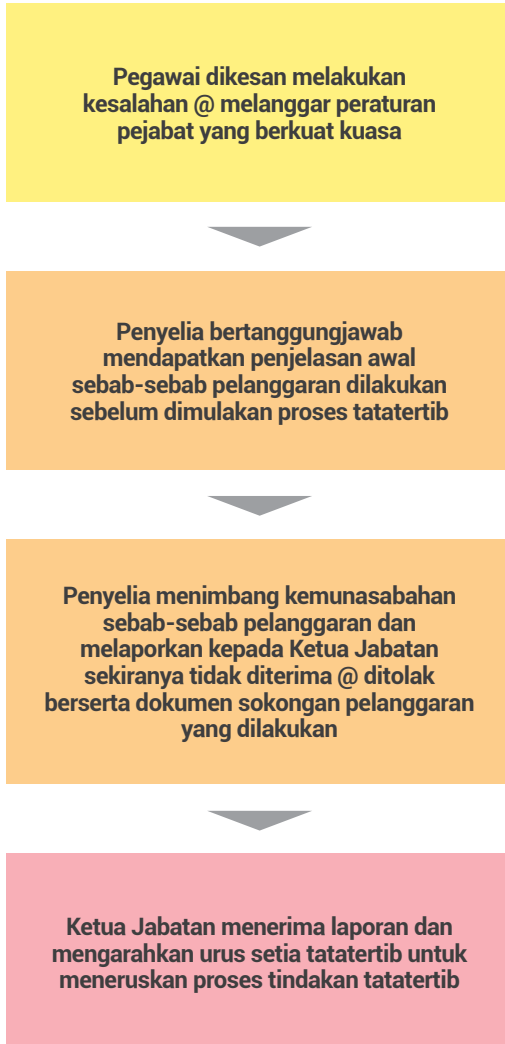 Pegawai dikesan melakukan
kesalahan @ melanggar peraturan
pejabat yang berkuat kuasa
Penyelia bertanggungjawab
mendapatkan penjelasan awal
sebab-sebab pelanggaran dilakukan
sebelum dimulakan proses tatatertib
Penyelia menimbang kemunasabahan
sebab-sebab pelanggaran dan
melaporkan kepada Ketua Jabatan
sekiranya tidak diterima @ ditolak
berserta dokumen sokongan pelanggaran
yang dilakukan
Ketua Jabatan menerima laporan dan
mengarahkan urus setia tatatertib untuk
meneruskan proses tindakan tatatertib